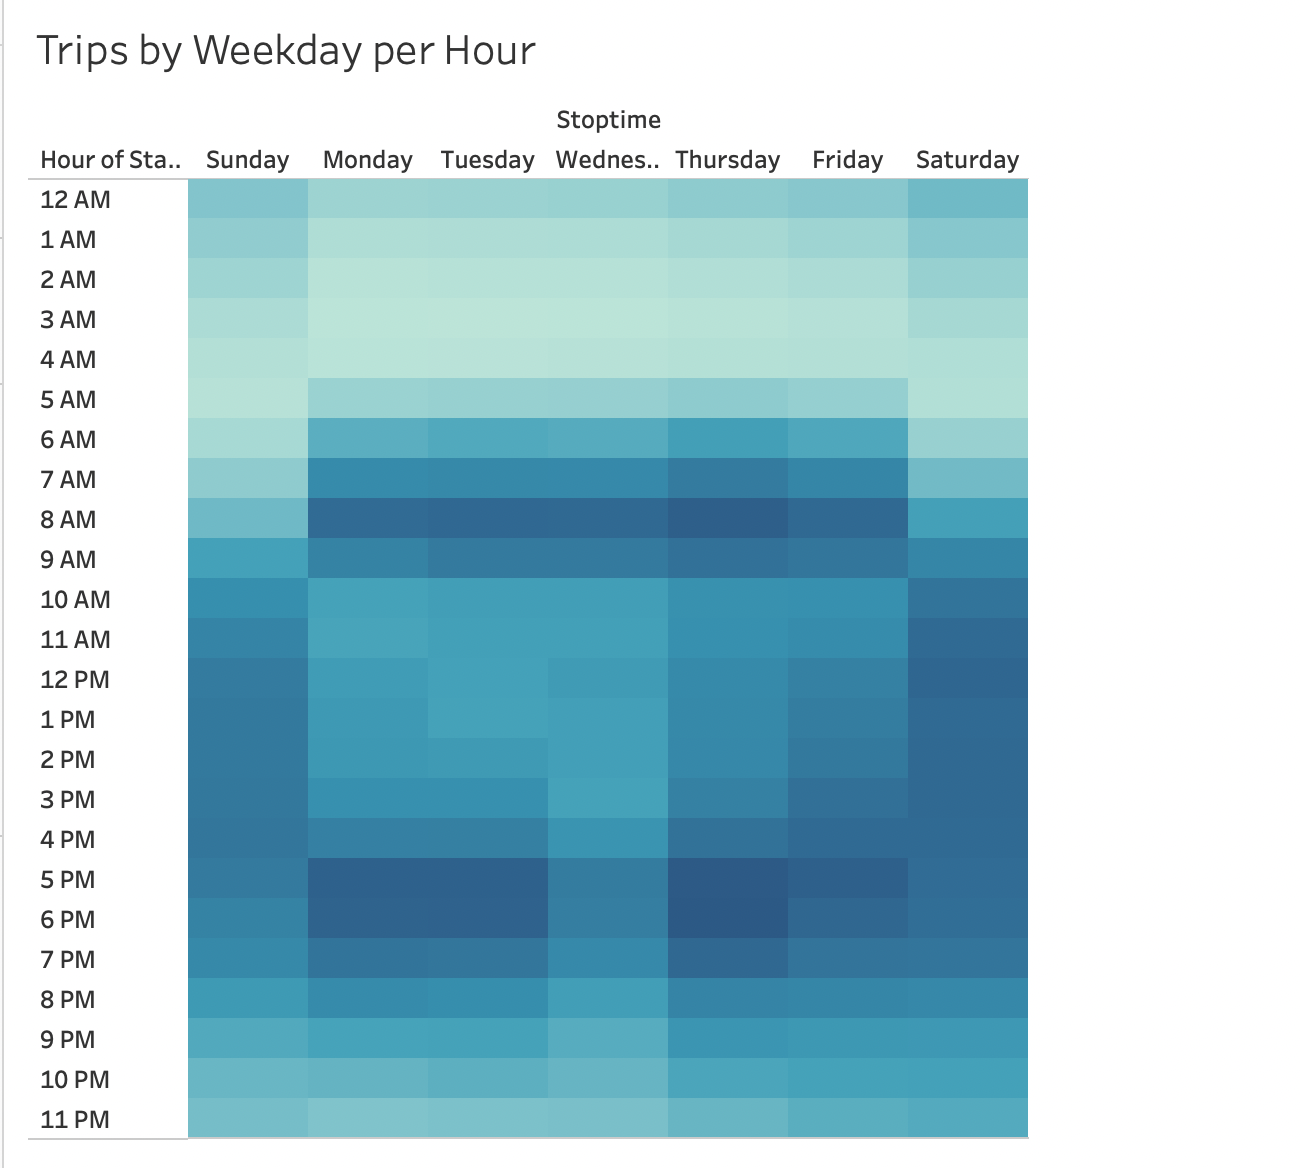 Trips by Weekday per Hour
Stoptime
Hour of Sta.. Sunday Monday Tuesday Wednes.. Thursday Friday Saturday
12 AM
1 AM
2 AM
3 AM
4 AM
5 AM
6 AM
7 AM
8 AM
9 AM
10 AM
11 AM
12 PM
1 PM
2 PM
3 PM
4 PM
5 PM
6 PM
7 PM
8 PM
9 PM
10 PM
11 PM